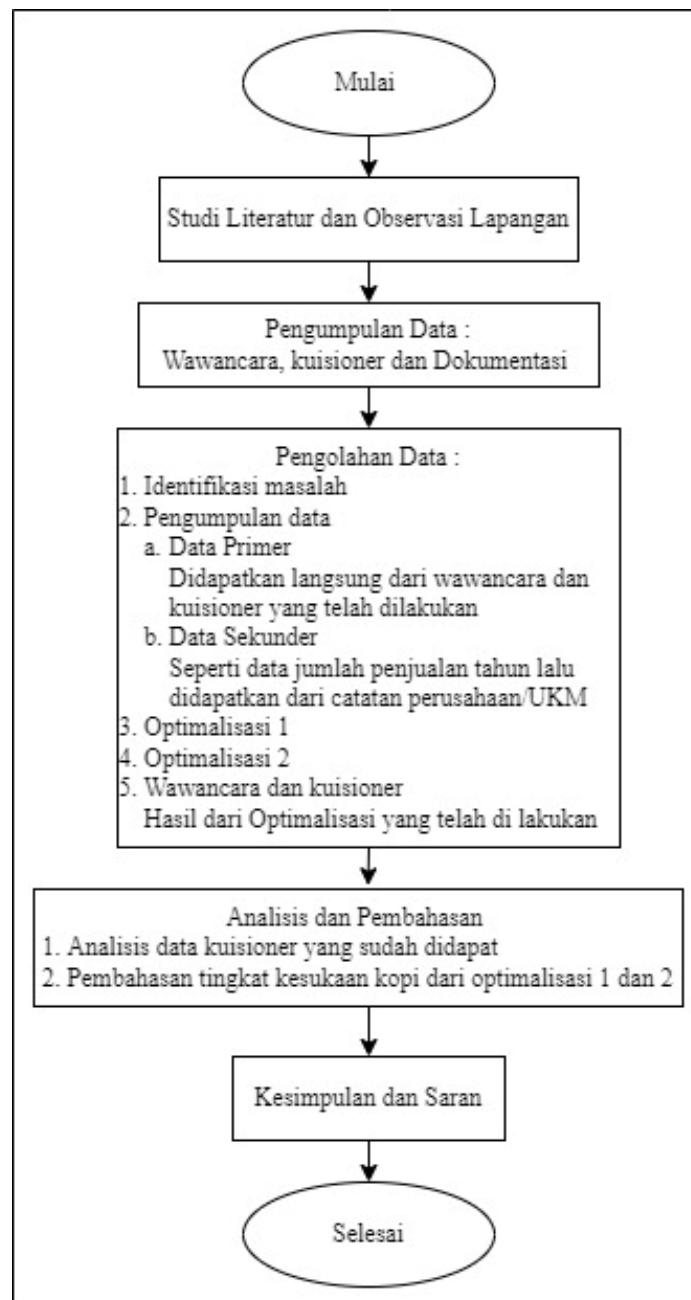 Mulai
Studi Literatur dan Observasi Lapangan
Pengumpulan Data :
Wawancara, kuisioner dan Dokumentasi
Pengolahan Data :
1. Identifikasi masalah
2. Pengumpulan data
a. Data Primer
Didapatkan langsung dari wawancara dan
kuisioner yang telah dilakukan
b. Data Sekunder
Seperti data jumlah penjualan tahun lalu
didapatkan dari catatan perusahaan/UKM
3. Optimalisasi 1
4. Optimalisasi 2
5. Wawancara dan kuisioner
Hasil dari Optimalisasi yang telah di lakukan
Analisis dan Pembahasan
1. Analisis data kuisioner yang sudah didapat
2. Pembahasan tingkat kesukaan kopi dari optimalisasi 1 dan 2
Kesimpulan dan Saran
Selesai